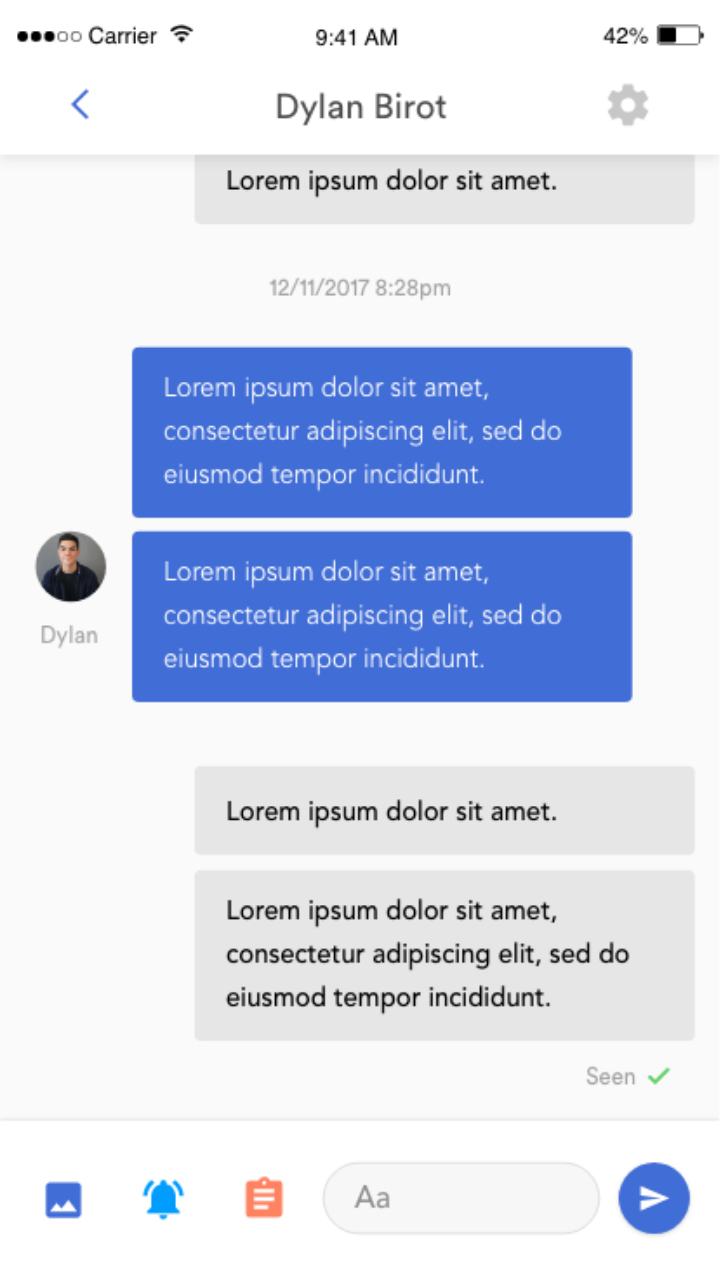 Carrier 9:41 AM 42%
Dylan Birot
Lorem ipsum dolor sit amet.
12/11/2017 8:28pm
Lorem ipsum dolor sit amet,
consectetur adipiscing elit, sed do
eiusmod tempor incididunt.
Lorem ipsum dolor sit amet,
consectetur adipiscing elit, sed do
eiusmod tempor incididunt.
Dylan
Lorem ipsum dolor sit amet.
Lorem ipsum dolor sit amet,
consectetur adipiscing elit, sed do
eiusmod tempor incididunt.
Seen
Aa